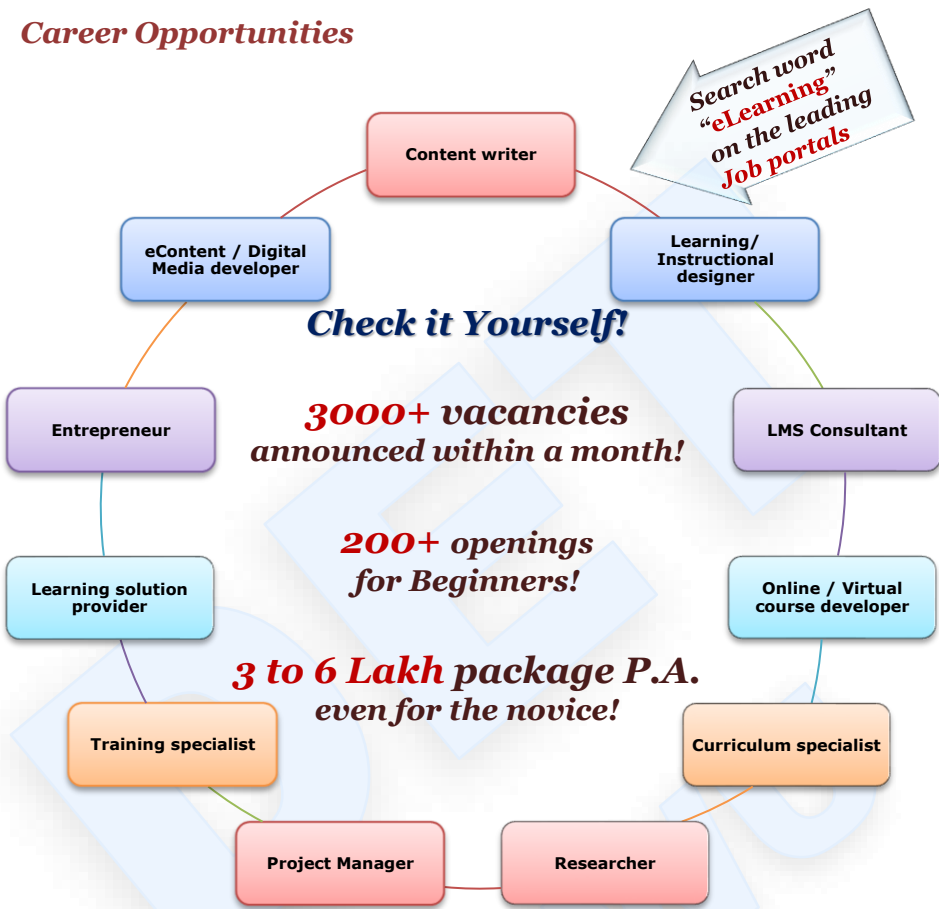 Career Opportunities
Search word
“eLearning”
on the leading
Job portals
Content writer
eContent / Digital
Media developer
Learning/
Instructional
designer
Check it Yourself!
Entrepreneur
3000+ vacancies
announced within a month!
LMS Consultant
200+ openings
for Beginners!
Learning solution
provider
Online / Virtual
course developer
3 to 6 Lakh package P.A.
even for the novice!
Training specialist
Curriculum specialist
Project Manager
Researcher